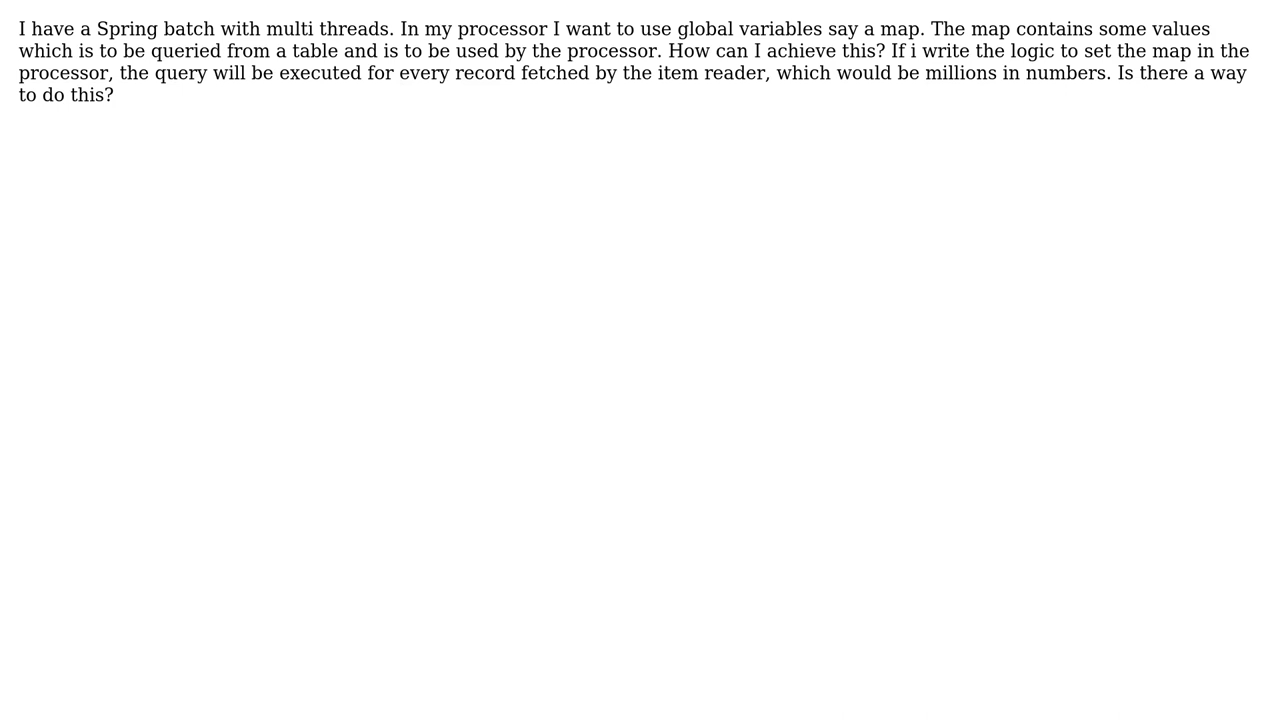 I have a Spring batch with multi threads. In my processor I want to use global variables say a map. The map contains some values
which is to be queried from a table and is to be used by the processor. How can I achieve this? If i write the logic to set the map in the
processor, the query will be executed for every record fetched by the item reader, which would be millions in numbers. Is there a way
to do this?